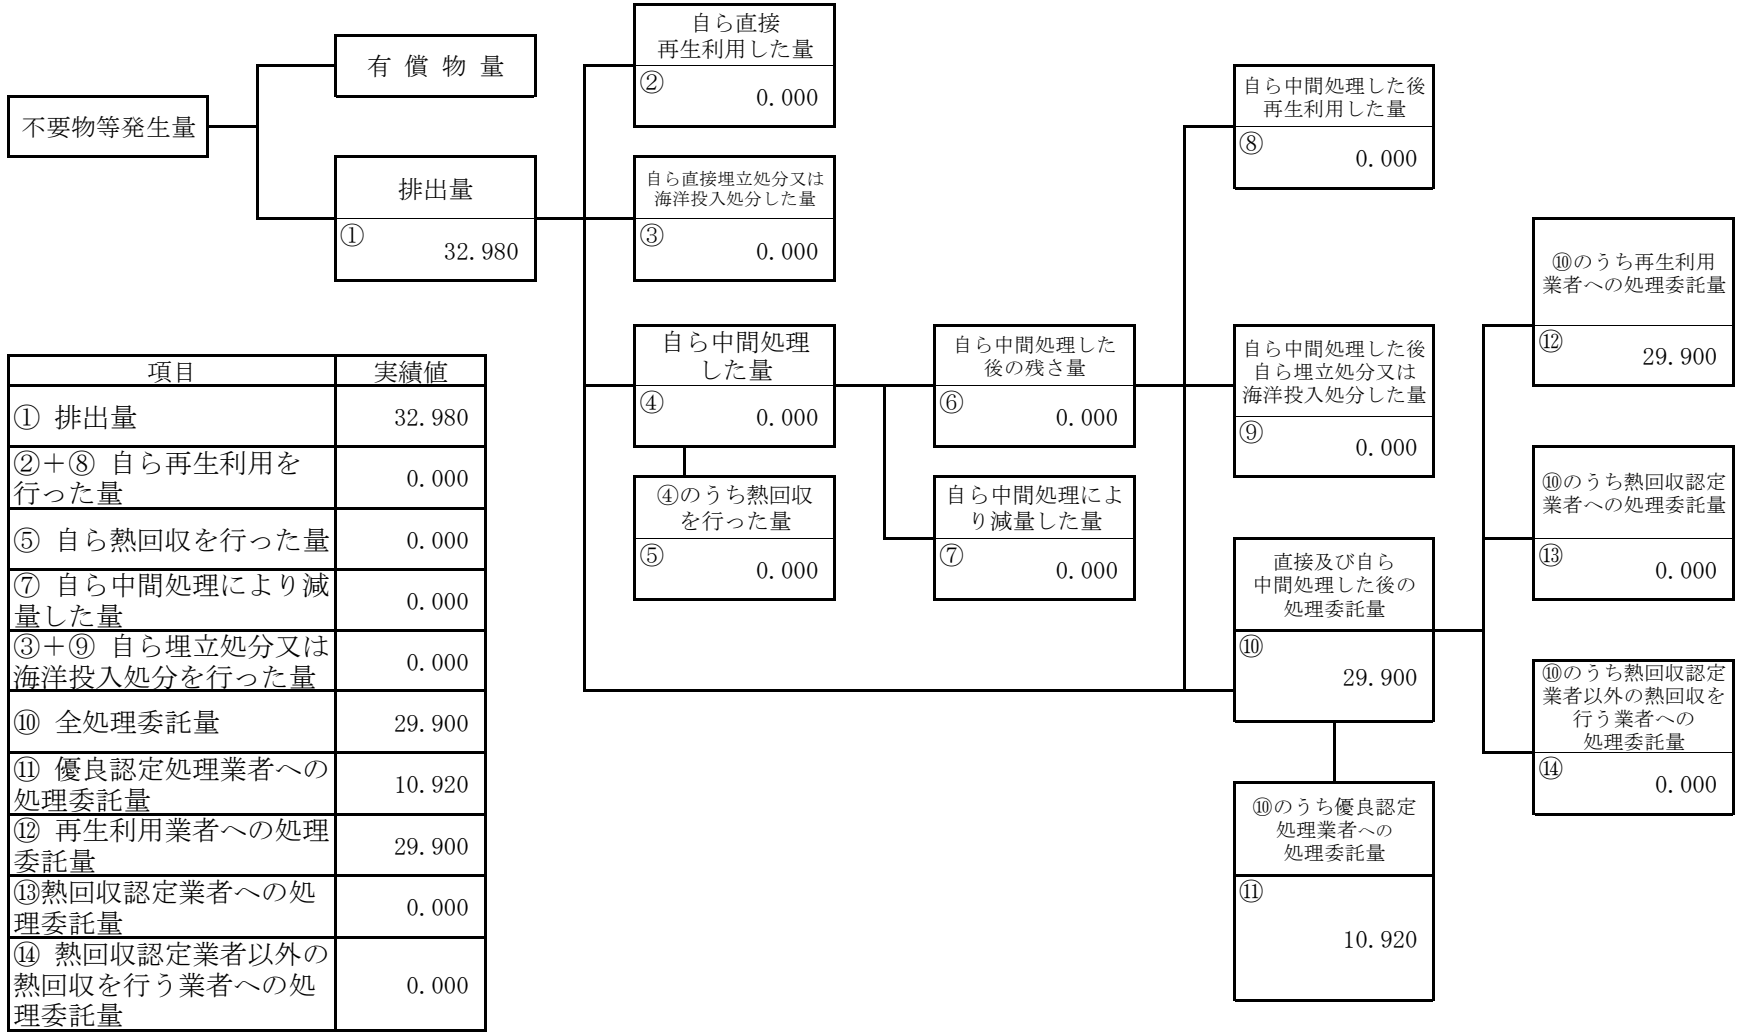 不要物等発生量
有 償 物 量
排出量
①
32.980
自ら直接
再生利用した量
②
0.000
自ら直接埋立処分又は
海洋投入処分した量
③
0.000
自ら中間処理
した量
④
0.000
④のうち熱回収
を行った量
⑤
0.000
自ら中間処理した
後の残さ量
⑥
0.000
自ら中間処理によ
り減量した量
⑦
0.000
自ら中間処理した後
再生利用した量
⑧
0.000
自ら中間処理した後
自ら埋立処分又は
海洋投入処分した量
⑨
0.000
直接及び自ら
中間処理した後の
処理委託量
⑩
29.900
⑩のうち優良認定
処理業者への
処理委託量
⑪
10.920
⑩のうち再生利用
業者への処理委託量
⑫
29.900
⑩のうち熱回収認定
業者への処理委託量
⑬
0.000
⑩のうち熱回収認定
業者以外の熱回収を
行う業者への
処理委託量
⑭
0.000
項目 実績値
① 排出量 32.980
②＋⑧ 自ら再生利用を
行った量 0.000
⑤ 自ら熱回収を行った量 0.000
⑦ 自ら中間処理により減
量した量 0.000
③＋⑨ 自ら埋立処分又は
海洋投入処分を行った量 0.000
⑩ 全処理委託量 29.900
⑪ 優良認定処理業者への
処理委託量 10.920
⑫ 再生利用業者への処理
委託量 29.900
⑬熱回収認定業者への処
理委託量 0.000
⑭ 熱回収認定業者以外の
熱回収を行う業者への処
理委託量 0.000